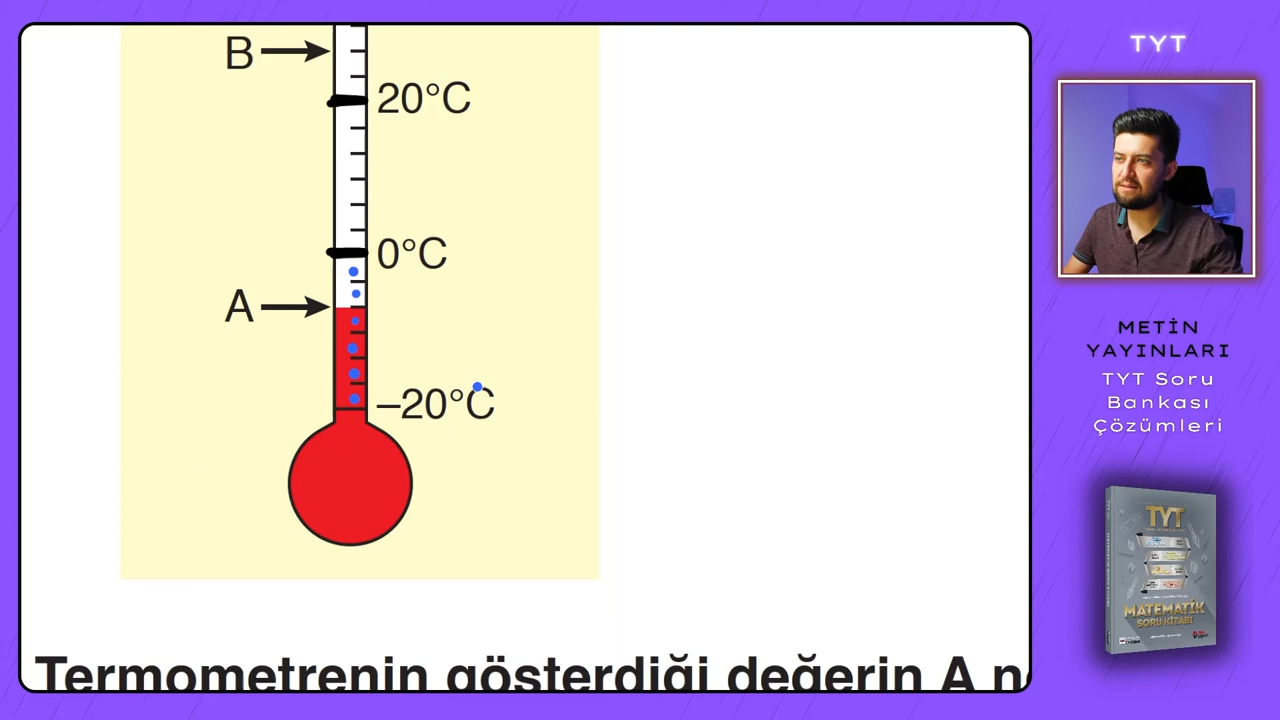 B
20°C
0°C
A
–20°C
Termometrenin gösterdiği değerin A
TYT
METİN
YAYINLARI
TYT Soru
Bankası
Çözümleri
TYT
MATEMATİK
SORU KİTABI